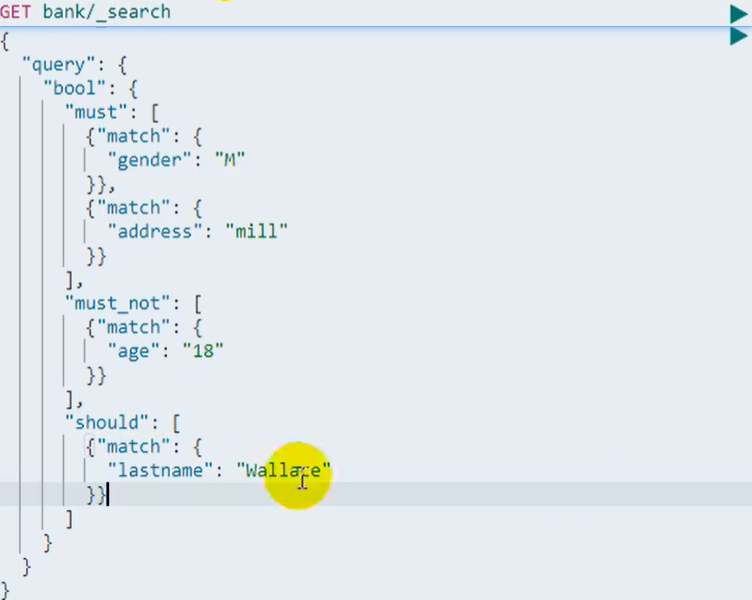 GET bank/_search
{
  "query": {
    "bool": {
      "must": [
        {"match": {
          "gender": "M"
        }},
        {"match": {
          "address": "mill"
        }}
      ],
      "must_not": [
        {"match": {
          "age": "18"
        }}
      ],
      "should": [
        {"match": {
          "lastname": "Wallace"
        }}
      ]
    }
  }
}